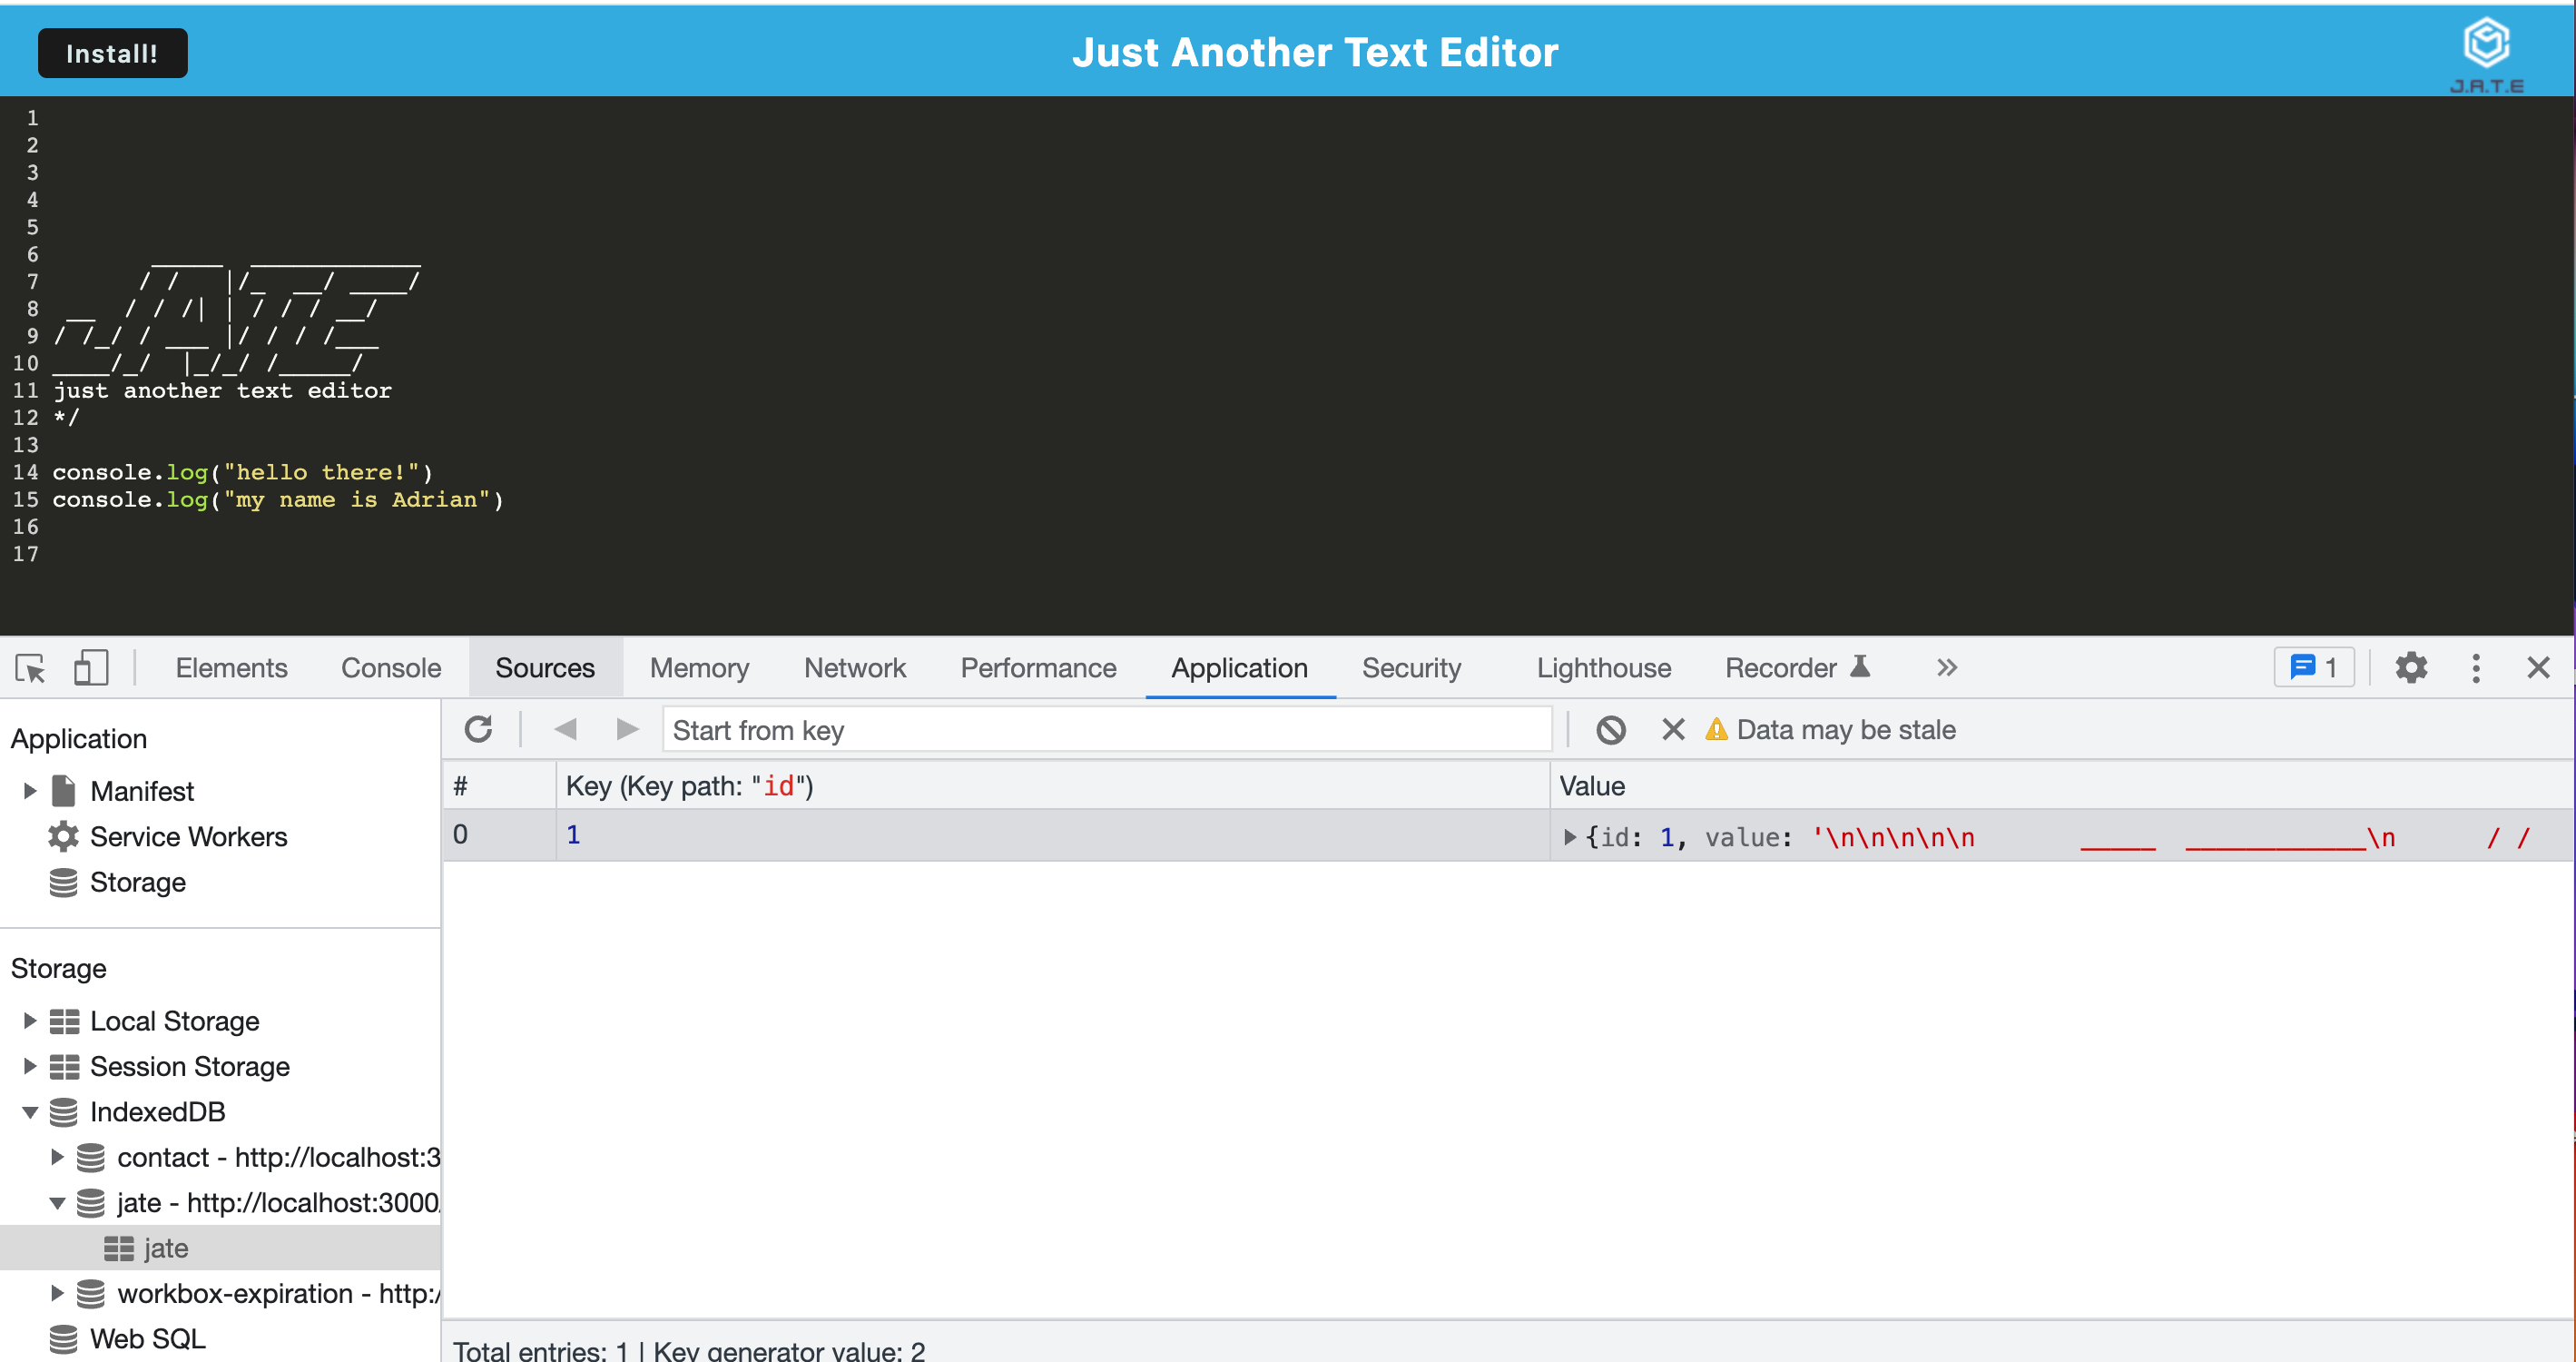 Install!
Just Another Text Editor
J.A.T.E
1
2
3
4
5
6        _____  ____________
7       / /   |/_  __/ ____/
8  __  / / /| | / / / __/
9 / /_/ / ___ |/ / / /___
10 ____/_/  |_/_/ /_____/
11 just another text editor
12 */
13
14 console.log("hello there!")
15 console.log("my name is Adrian")
16
17
Elements Console Sources Memory Network Performance Application Security Lighthouse Recorder » 1
Application
Manifest
Service Workers
Storage
Storage
Local Storage
Session Storage
IndexedDB
contact - http://localhost:3
jate - http://localhost:3000
jate
workbox-expiration - http:/
Web SQL
Start from key
Data may be stale
# Key (Key path: "id") Value
0 1 {id: 1, value: '\n\n\n\n\n       _____  ____________\n      / /
Total entries: 1 | Key generator value: 2